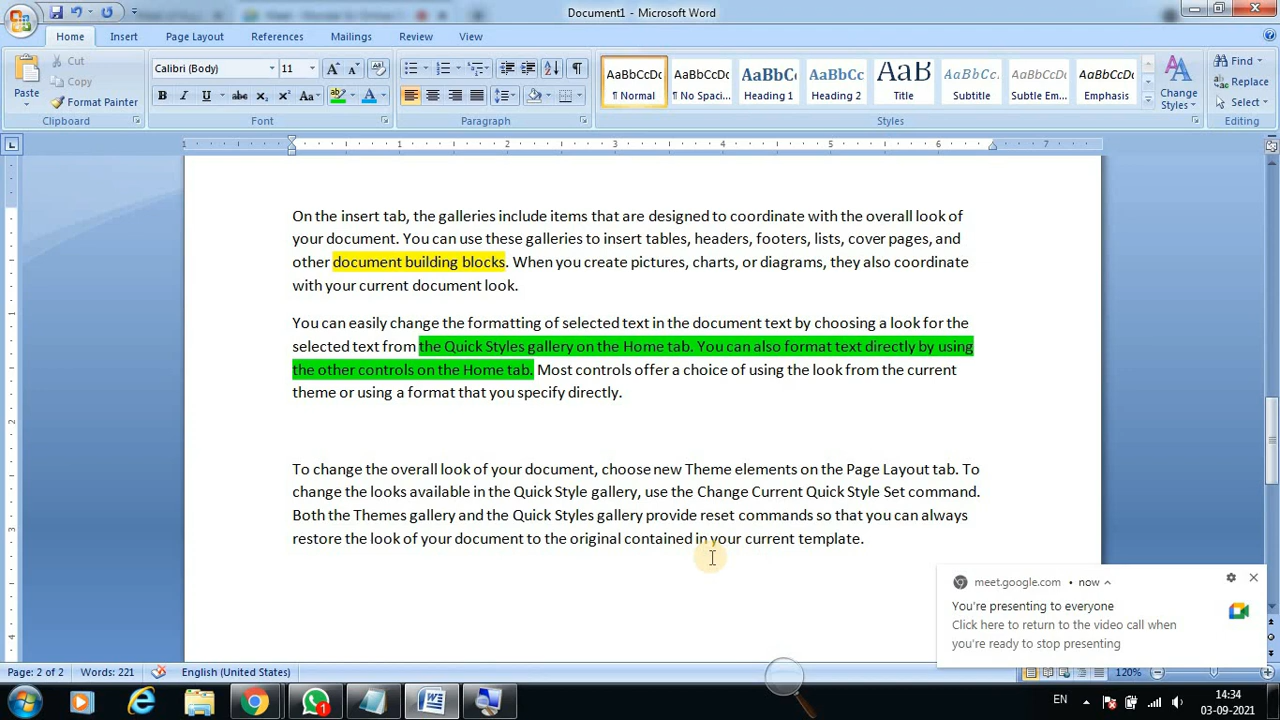 Document1 - Microsoft Word
Home Insert Page Layout References Mailings Review View
Paste
Cut
Copy
Format Painter
Clipboard
Calibri (Body) 11
Font
Paragraph
AaBbCcDc AaBbCcDc AaBbCc AaBbCc AaB AaBbCc. AaBbCcDc AaBbCcDc
¶ Normal ¶ No Spaci... Heading 1 Heading 2 Title Subtitle Subtle Em... Emphasis
Styles
Change
Styles
Find
Replace
Select
Editing
1 1 2 3 4 5 6 7
On the insert tab, the galleries include items that are designed to coordinate with the overall look of
your document. You can use these galleries to insert tables, headers, footers, lists, cover pages, and
other document building blocks. When you create pictures, charts, or diagrams, they also coordinate
with your current document look.
You can easily change the formatting of selected text in the document text by choosing a look for the
selected text from the Quick Styles gallery on the Home tab. You can also format text directly by using
the other controls on the Home tab. Most controls offer a choice of using the look from the current
theme or using a format that you specify directly.
To change the overall look of your document, choose new Theme elements on the Page Layout tab. To
change the looks available in the Quick Style gallery, use the Change Current Quick Style Set command.
Both the Themes gallery and the Quick Styles gallery provide reset commands so that you can always
restore the look of your document to the original contained in your current template.
meet.google.com • now
You're presenting to everyone
Click here to return to the video call when
you're ready to stop presenting
Page: 2 of 2 Words: 221 English (United States) 120%
EN
14:34
03-09-2021